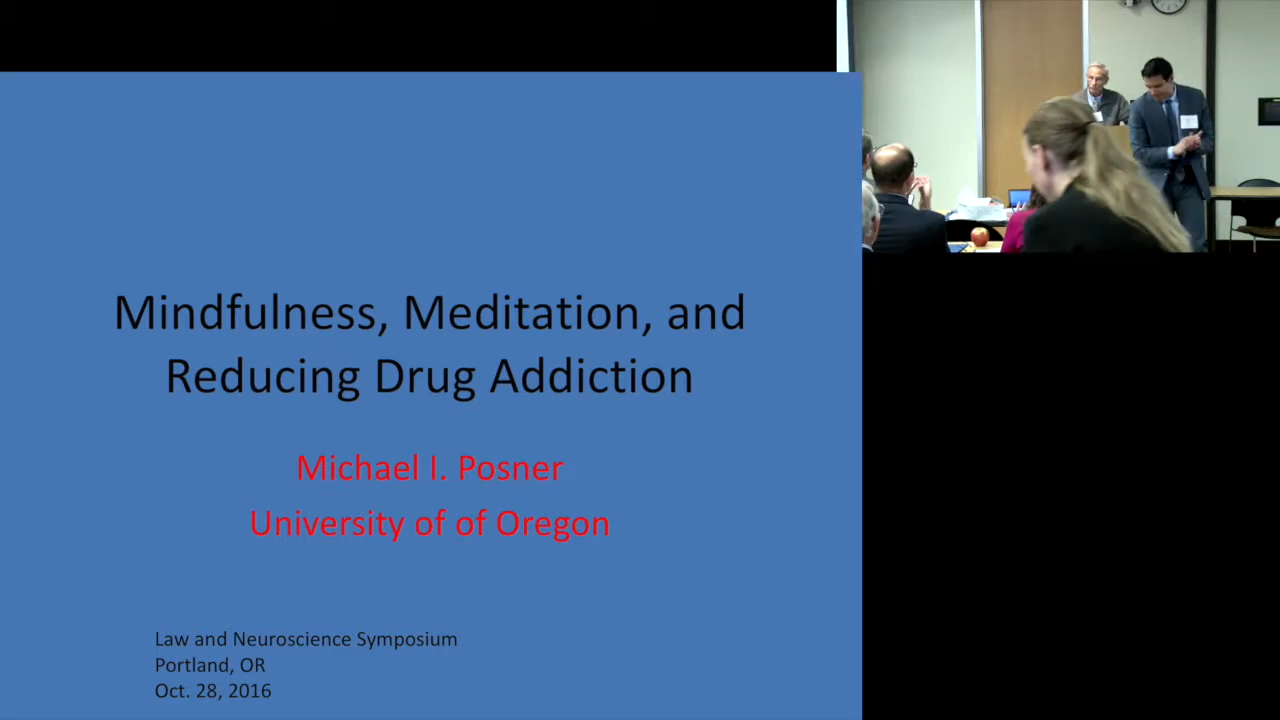 Mindfulness, Meditation, and
Reducing Drug Addiction
Michael I. Posner
University of of Oregon
Law and Neuroscience Symposium
Portland, OR
Oct. 28, 2016